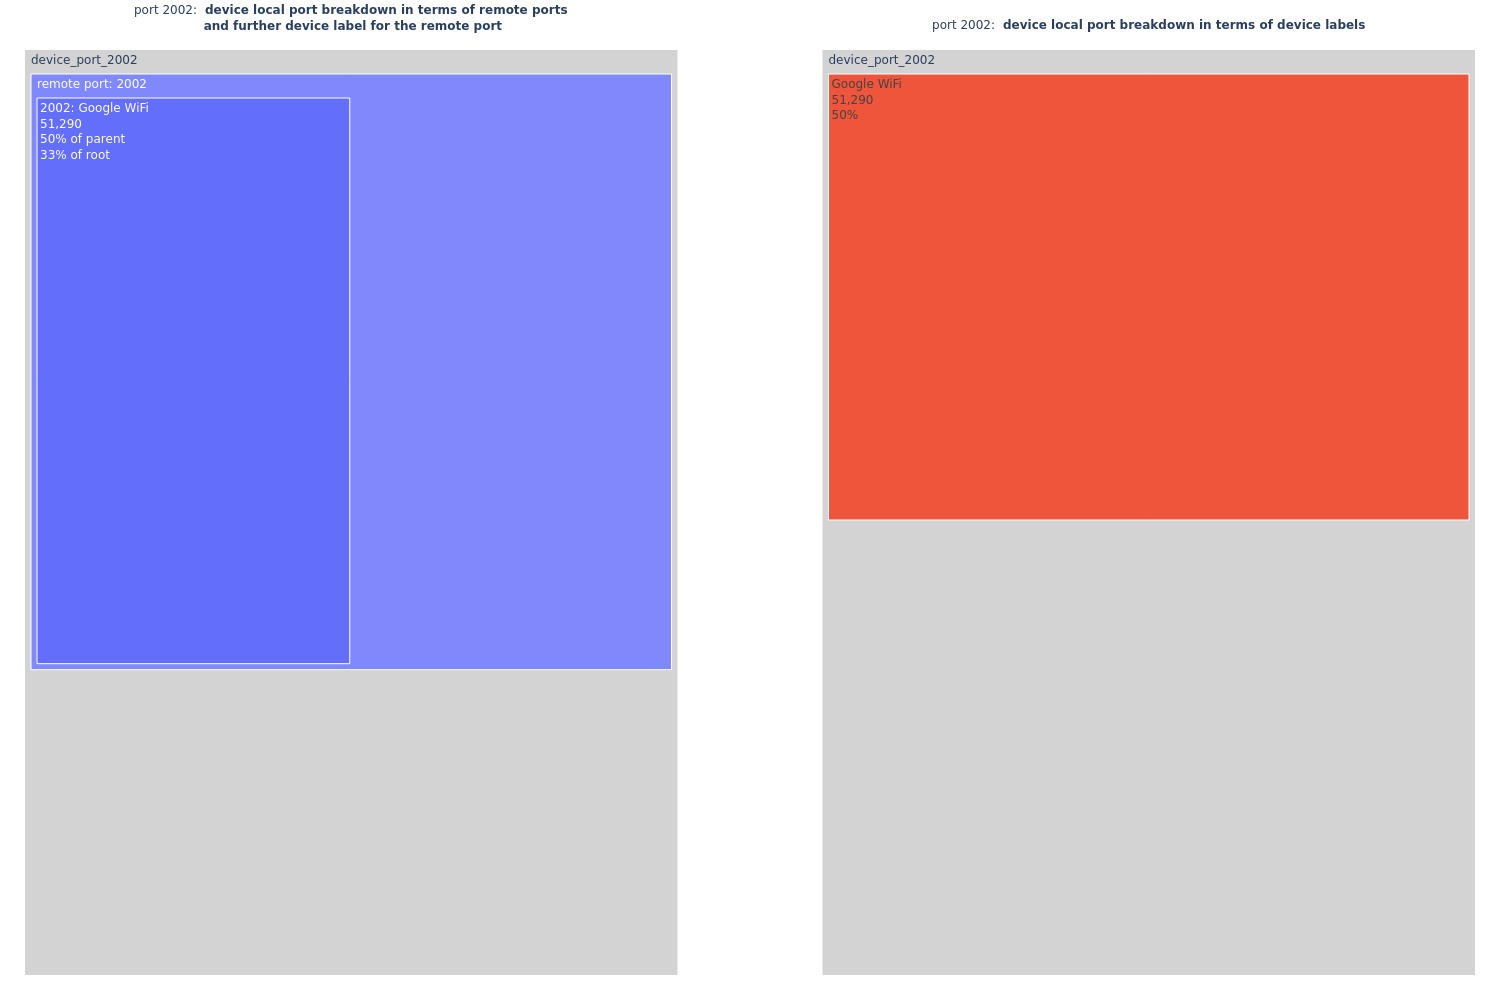 port 2002:  device local port breakdown in terms of remote ports
and further device label for the remote port
device_port_2002
remote port: 2002
2002: Google WiFi
51,290
50% of parent
33% of root
port 2002:  device local port breakdown in terms of device labels
device_port_2002
Google WiFi
51,290
50%